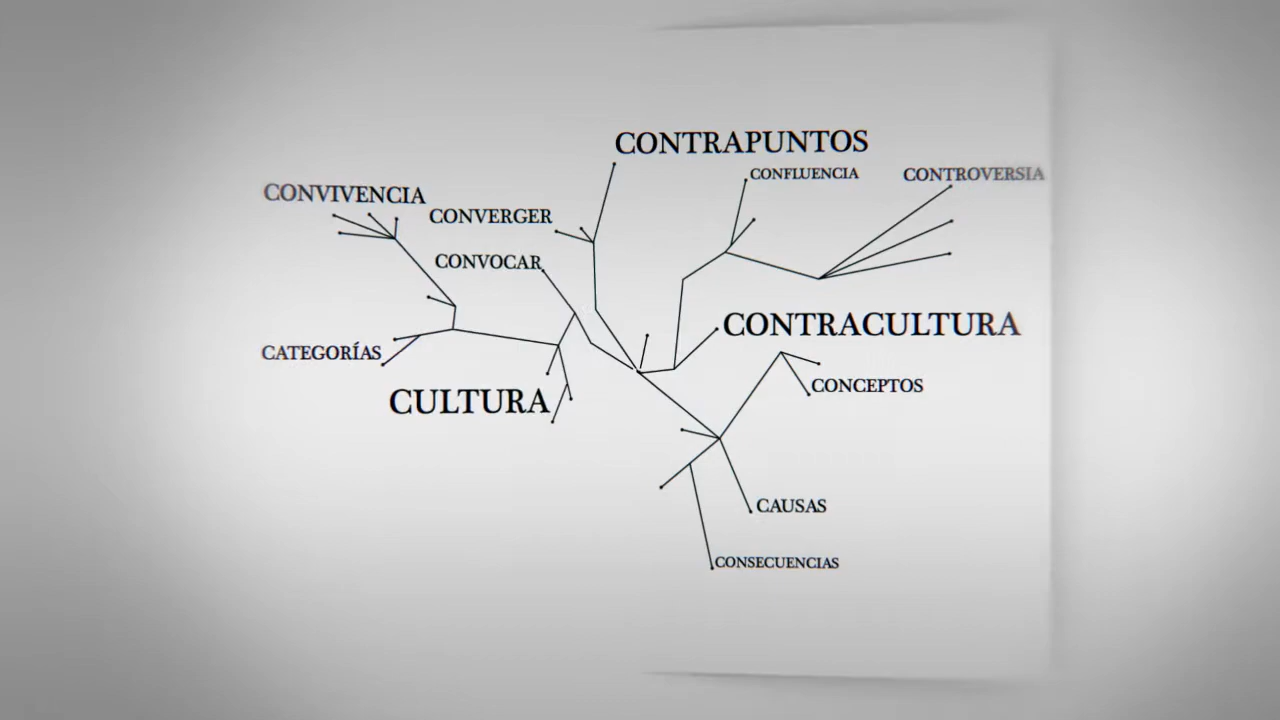 CONTRAPUNTOS
CONFLUENCIA
CONTROVERSIA
CONVIVENCIA
CONVERGER
CONVOCAR
CONTRACULTURA
CATEGORÍAS
CONCEPTOS
CULTURA
CAUSAS
CONSECUENCIAS